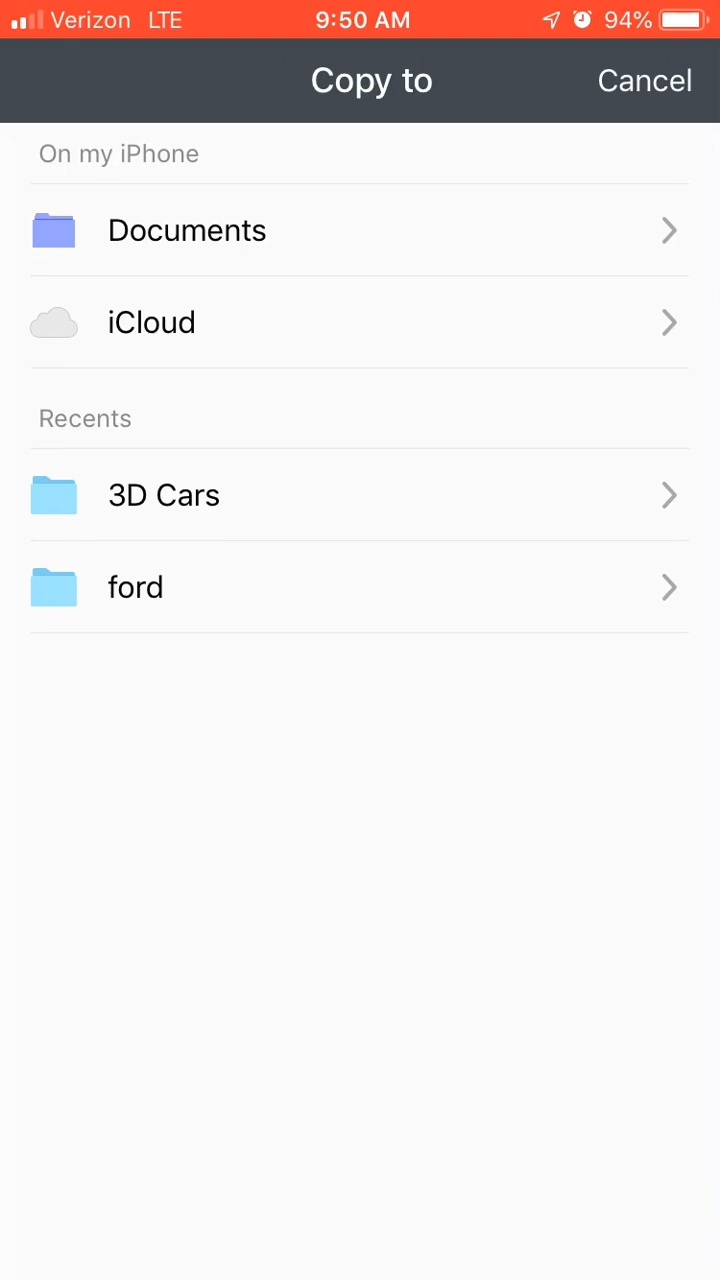 Verizon LTE 9:50 AM 94%
Copy to Cancel
On my iPhone
Documents
iCloud
Recents
3D Cars
ford